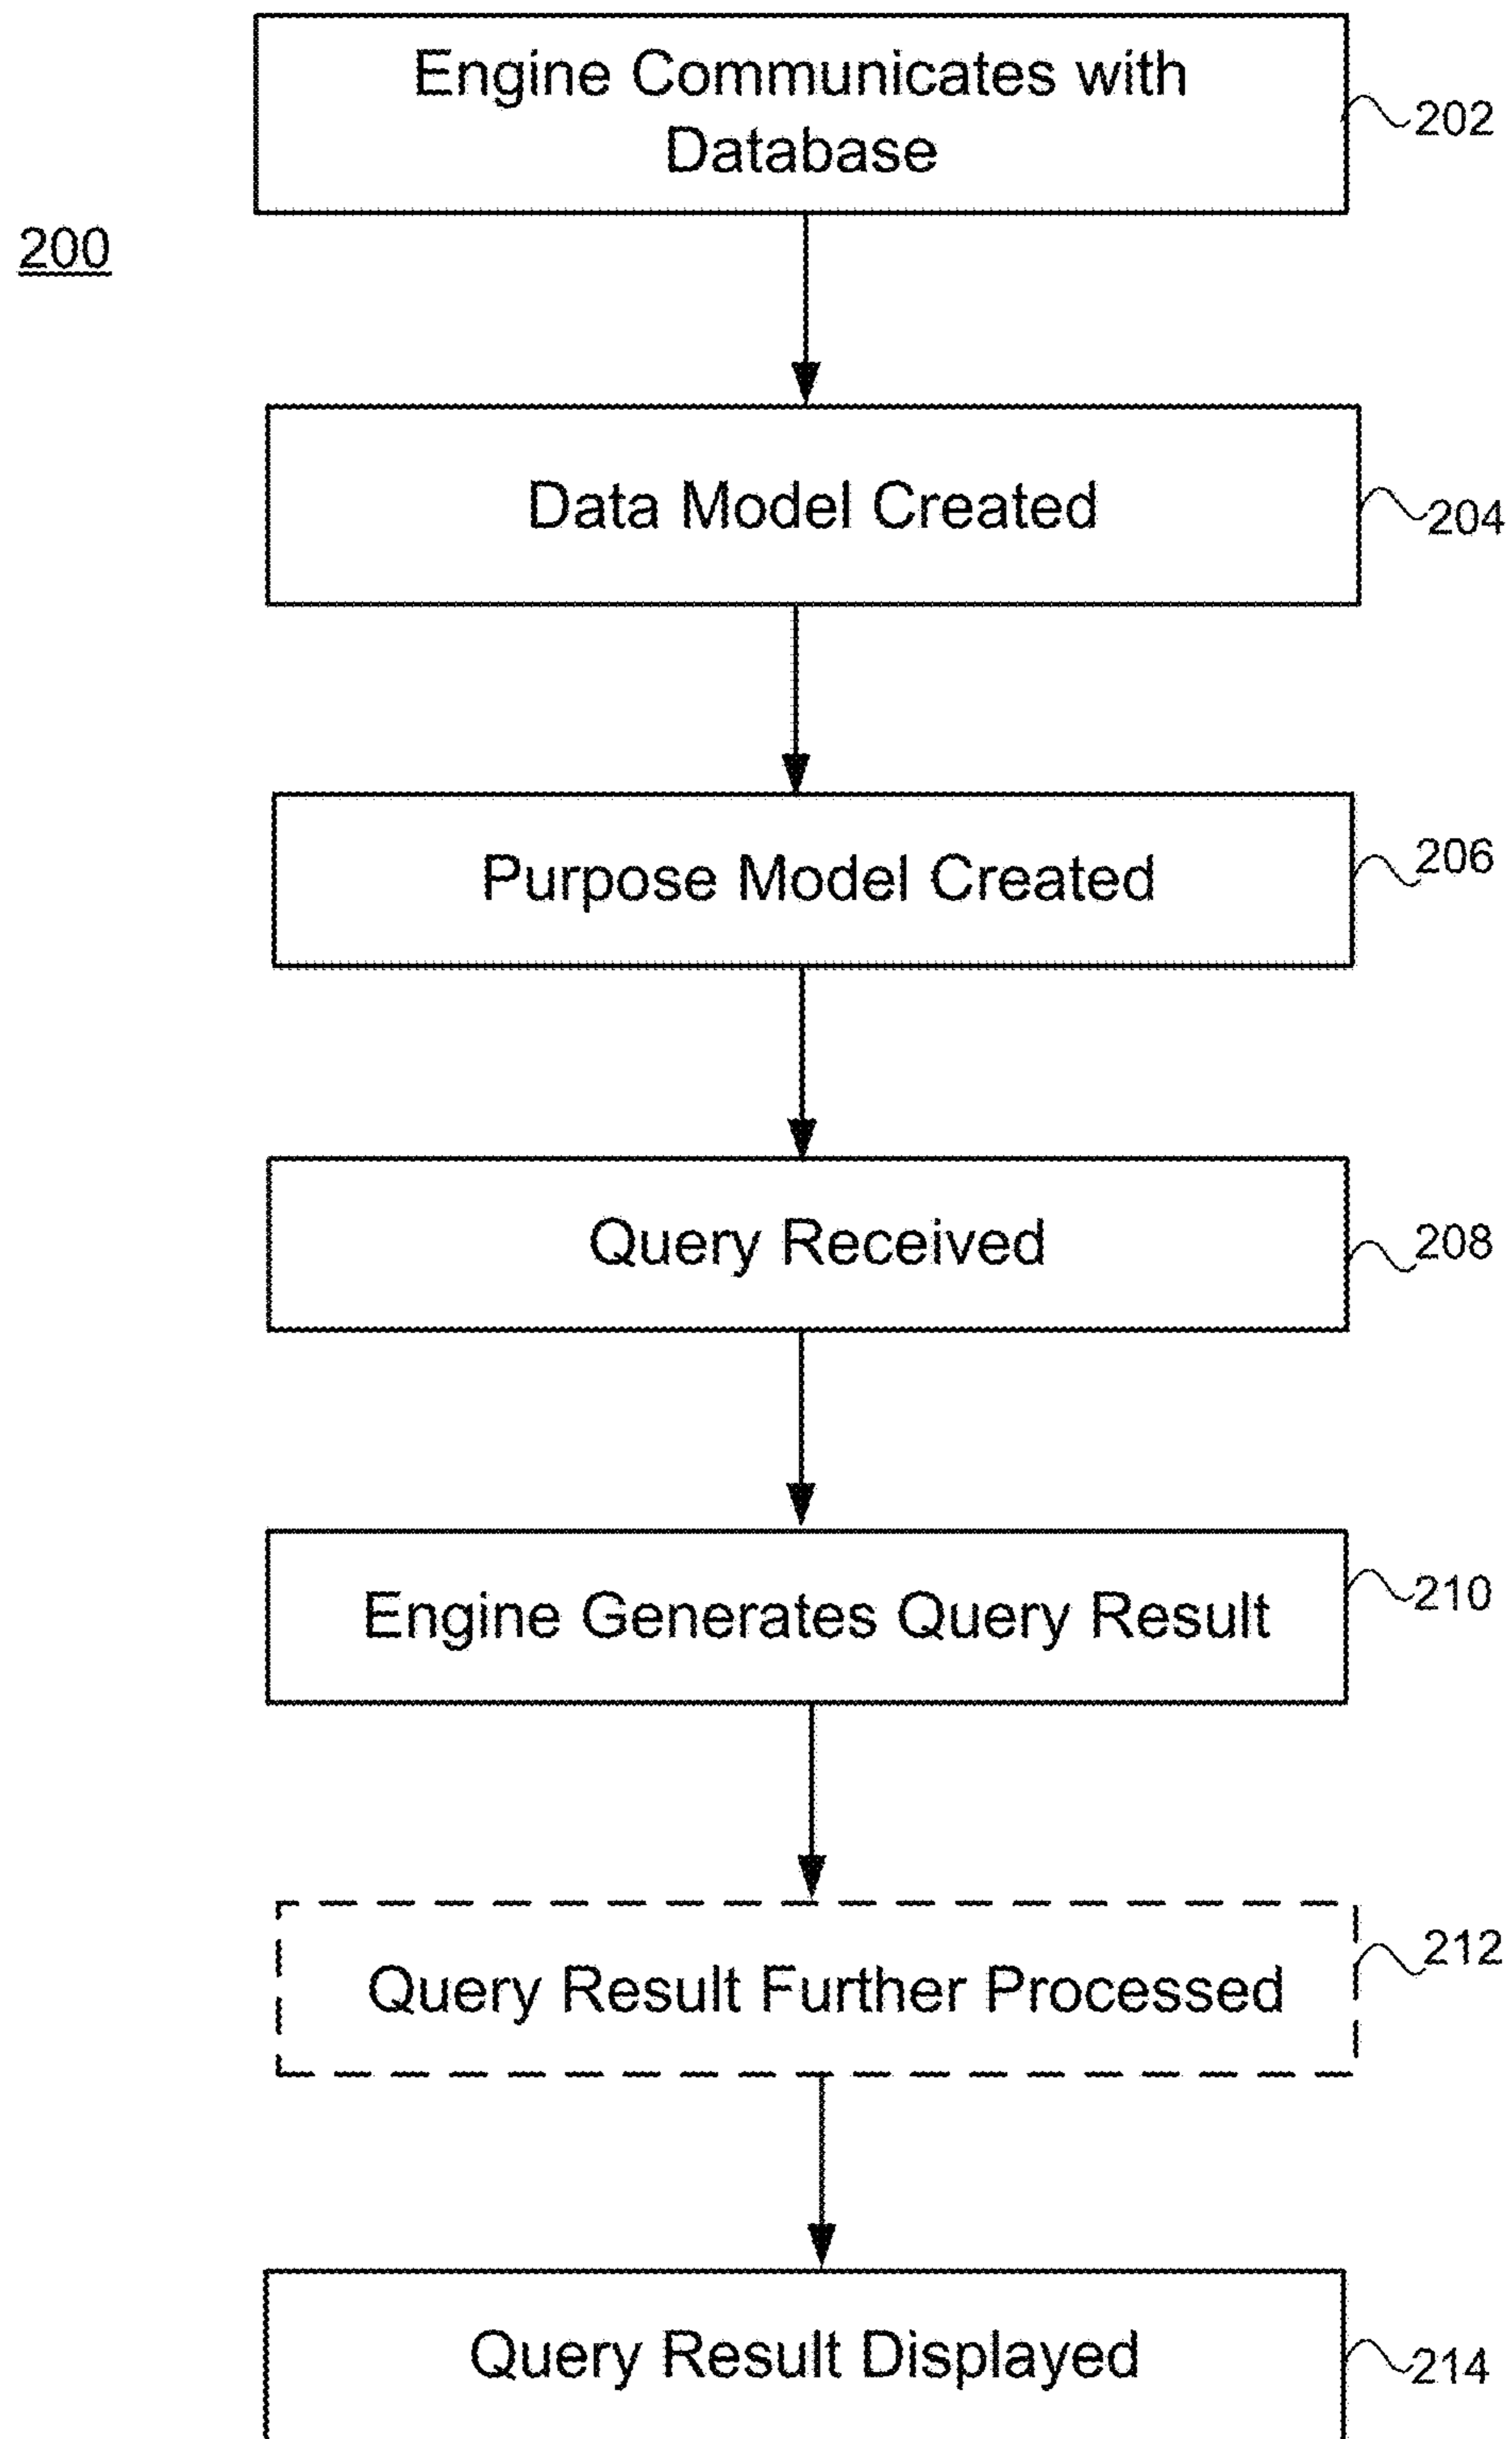 Engine Communicates with
Database
202
200
Data Model Created
204
Purpose Model Created
206
Query Received
208
Engine Generates Query Result
210
Query Result Further Processed
212
Query Result Displayed
214